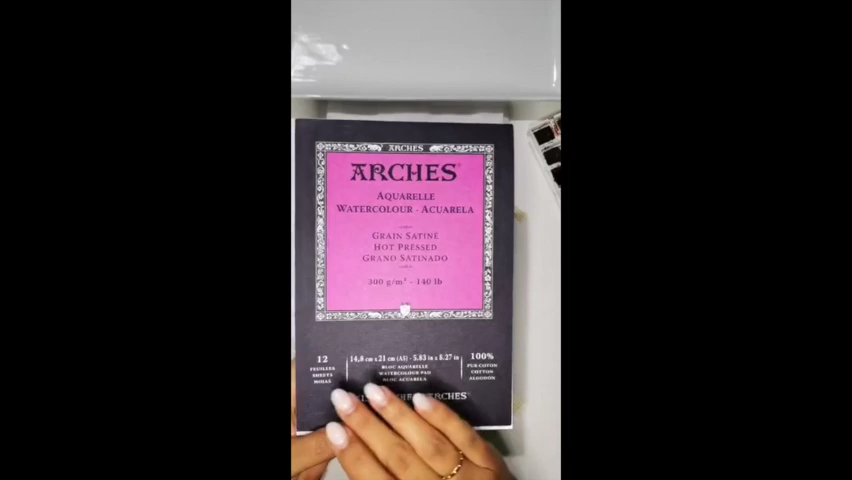 ARCHES
ARCHES®
AQUARELLE
WATERCOLOUR · ACUARELA
GRAIN SATINÉ
HOT PRESSED
GRANO SATINADO
300 g/m² - 140 lb
12
FEUILLES
SHEETS
HOJAS
14,8 cm x 21 cm (A5) - 5.83 in x 8.27 in
BLOC AQUARELLE
WATERCOLOUR PAD
BLOC ACUARELA
100%
PUR COTON
COTTON
ALGODÓN
ARCHES®